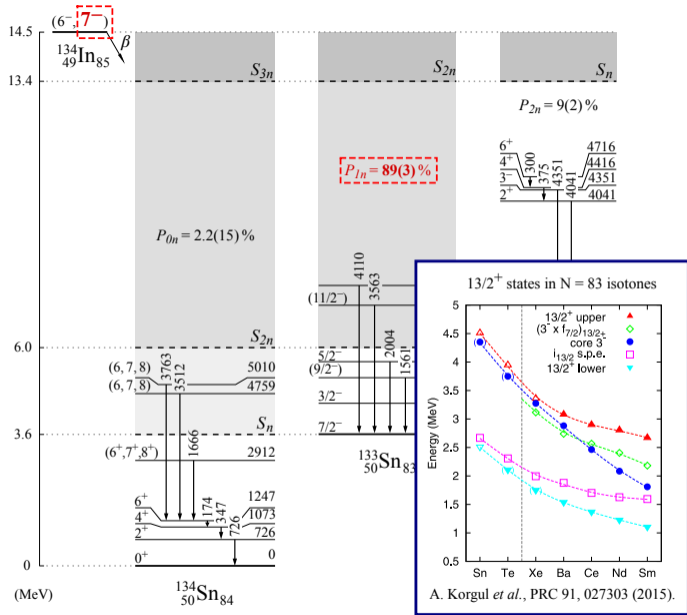 14.5
13.4
6.0
3.6
0
(MeV)
(6⁻, 7⁻)
β
¹³⁴₄₉In₈₅
S₃ₙ
P₀ₙ = 2.2(15) %
S₂ₙ
(6, 7, 8) 3763 5010
(6, 7, 8) 3512 4759
Sₙ
(6⁺,7⁺,8⁺) 1666 2912
6⁺ 174 1247
4⁺ 347 1073
2⁺ 726 726
0⁺ 0
¹³⁴₅₀Sn₈₄
S₂ₙ
P₁ₙ = 89(3) %
4110
(11/2⁻) 3563
5/2⁻ 2004
(9/2⁻) 1561
3/2⁻
7/2⁻
¹³³₅₀Sn₈₃
Sₙ
P₂ₙ = 9(2) %
6⁺ 300 4716
4⁺ 375 4416
3⁻ 4351 4351
2⁺ 4041 4041
13/2⁺ states in N = 83 isotones
13/2⁺ upper
(3⁻ x f₇/₂)₁₃/₂₊
core 3⁻
i₁₃/₂ s.p.e.
13/2⁺ lower
Energy (MeV)
5
4.5
4
3.5
3
2.5
2
1.5
1
0.5
Sn Te Xe Ba Ce Nd Sm
A. Korgul et al., PRC 91, 027303 (2015).